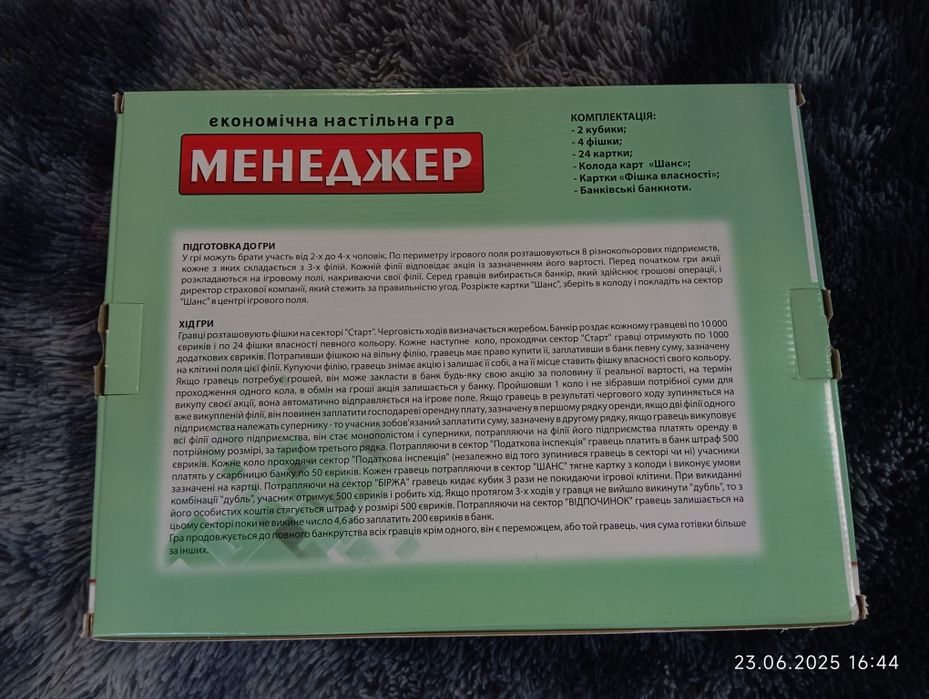 економічна настільна гра
МЕНЕДЖЕР
КОМПЛЕКТАЦІЯ:
- 2 кубики;
- 4 фішки;
- 24 картки;
- Колода карт «Шанс»;
- Картки «Фішка власності»;
- Банківські банкноти.
ПІДГОТОВКА ДО ГРИ
У грі можуть брати участь від 2-х до 4-х чоловік. По периметру ігрового поля розташовуються 8 різнокольорових підприємств,
кожне з яких складається з 3-х філій. Кожній філії відповідає акція із зазначенням його вартості. Перед початком гри акції
розкладаються на ігровому полі, накриваючи свої філії. Серед гравців вибирається банкір, який здійснює грошові операції, і
директор страхової компанії, який стежить за правильністю угод. Розріжте картки "Шанс", зберіть в колоду і покладіть на сектор
"Шанс" в центрі ігрового поля.
ХІД ГРИ
Гравці розташовують фішки на секторі "Старт". Черговість ходів визначається жеребом. Банкір роздає кожному гравцеві по 10 000
євриків і по 24 фішки власності певного кольору. Кожне наступне коло, проходячи сектор "Старт" гравці отримують по 1000
додаткових євриків. Потрапивши фішкою на вільну філію, гравець має право купити її, заплативши в банк певну суму, зазначену
на клітині поля цієї філії. Купуючи філію, гравець знімає акцію і залишає її собі, а на її місце ставить фішку власності свого кольору.
Якщо гравець потребує грошей, він може закласти в банк будь-яку свою акцію за половину її реальної вартості, на термін
проходження одного кола, в обмін на гроші акція залишається у банку. Пройшовши 1 коло і не зібравши потрібної суми для
викупу своєї акції, вона автоматично відправляється на ігрове поле. Якщо гравець в результаті чергового ходу зупиняється на
вже викупленій філії, він повинен заплатити господареві орендну плату, зазначену в першому рядку оренди, якщо дві філії одного
підприємства належать супернику - то учасник зобов'язаний заплатити суму, зазначену в другому рядку, якщо гравець викуповує
всі філії одного підприємства, він стає монополістом і суперники, потрапляючи на філії його підприємства платять оренду в
потрійному розмірі, за тарифом третього рядка. Потрапляючи в сектор "Податкова інспекція" гравець платить в банк штраф 500
євриків. Кожне коло проходячи сектор "Податкова інспекція" (незалежно від того зупинився гравець в секторі чи ні) учасники
платять у скарбницю банку по 50 євриків. Кожен гравець потрапляючи в сектор "ШАНС" тягне картку з колоди і виконує умови
зазначені на картці. Потрапляючи на сектор "БІРЖА" гравець кидає кубик 3 рази не покидаючи ігрової клітини. При викиданні
комбінації "дубль", учасник отримує 500 євриків і робить хід. Якщо протягом 3-х ходів у гравця не вийшло викинути "дубль", то з
його особистих коштів стягується штраф у розмірі 500 євриків. Потрапляючи на сектор "ВІДПОЧИНОК" гравець залишається на
цьому секторі поки не викине число 4,6 або заплатить 200 євриків в банк.
Гра продовжується до повного банкрутства всіх гравців крім одного, він є переможцем, або той гравець, чия сума готівки більше
за інших.
23.06.2025 16:44